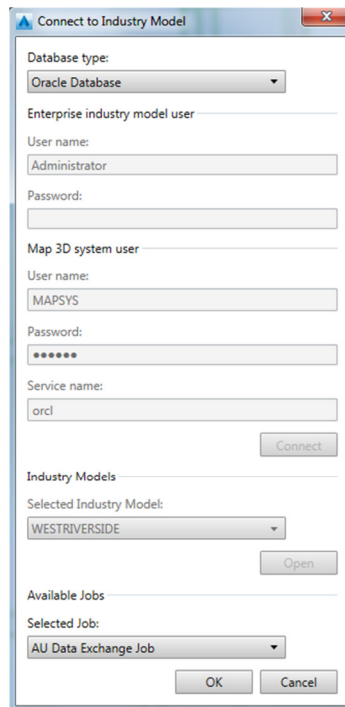 Connect to Industry Model
Database type:
Oracle Database
Enterprise industry model user
User name:
Administrator
Password:
Map 3D system user
User name:
MAPSYS
Password:
••••••
Service name:
orcl
Connect
Industry Models
Selected Industry Model:
WESTRIVERSIDE
Open
Available Jobs
Selected Job:
AU Data Exchange Job
OK Cancel